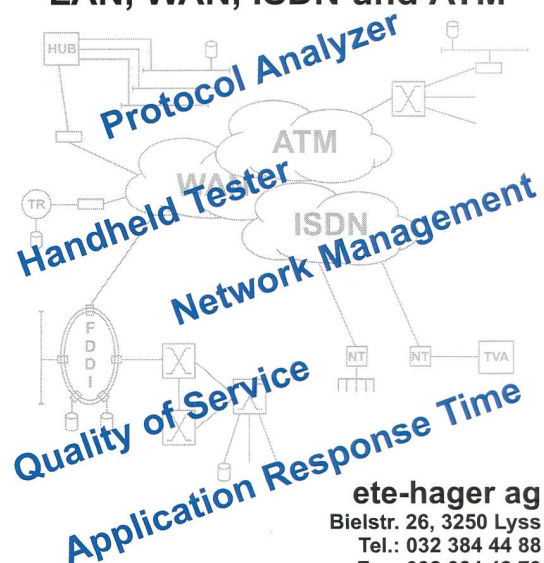 LAN, WAN, ISDN und ATM
HUB
Protocol Analyzer
ATM
WAN
Handheld Tester
TR
ISDN
Network Management
FDDI
NT
NT
TVA
Quality of Service
Application Response Time
ete-hager ag
Bielstr. 26, 3250 Lyss
Tel.: 032 384 44 88